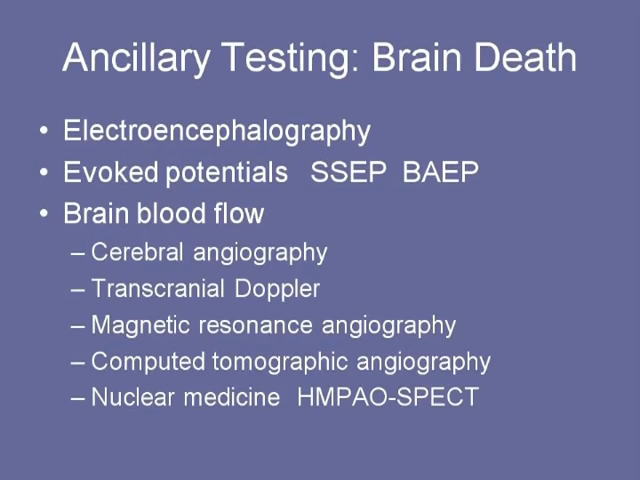 Ancillary Testing: Brain Death
• Electroencephalography
• Evoked potentials SSEP BAEP
• Brain blood flow
– Cerebral angiography
– Transcranial Doppler
– Magnetic resonance angiography
– Computed tomographic angiography
– Nuclear medicine HMPAO-SPECT